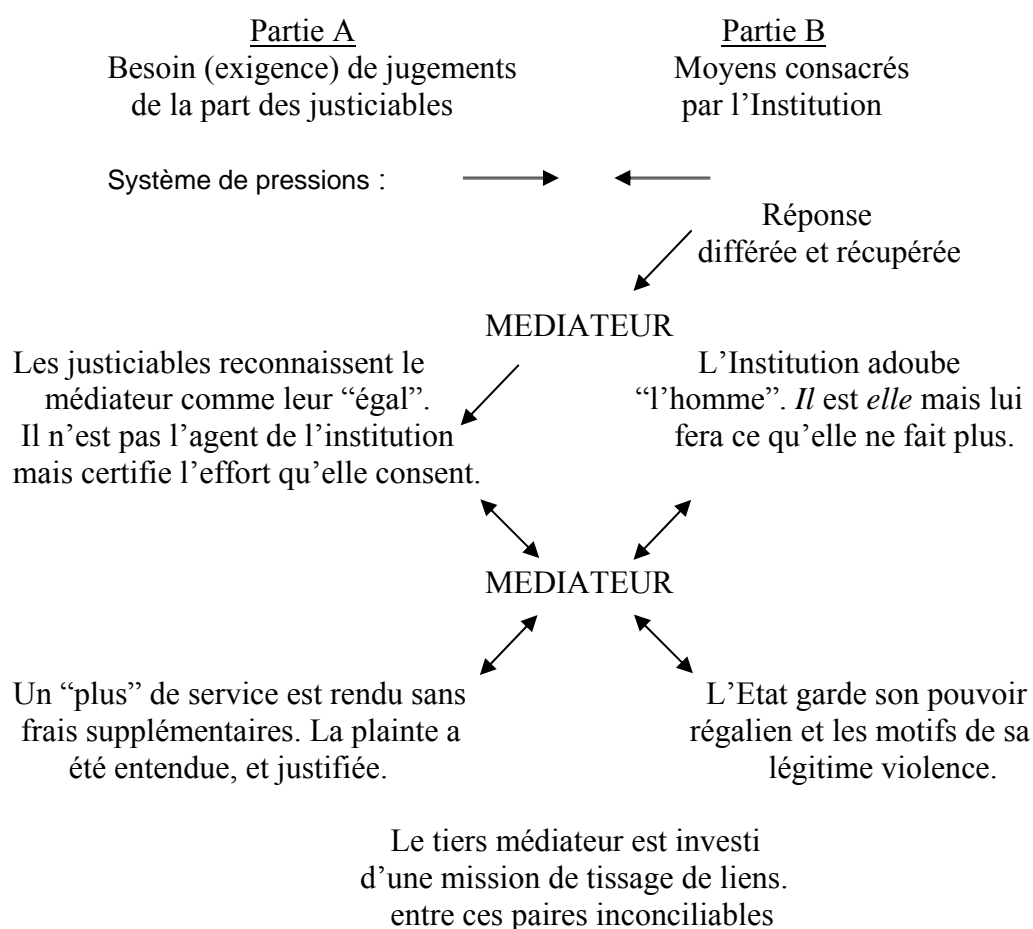 Partie A
Besoin (exigence) de jugements
de la part des justiciables
Partie B
Moyens consacrés
par l’Institution
Système de pressions :
Réponse
différée et récupérée
MEDIATEUR
Les justiciables reconnaissent le
médiateur comme leur “égal”.
Il n’est pas l’agent de l’institution
mais certifie l’effort qu’elle consent.
L’Institution adoube
“l’homme”. Il est elle mais lui
fera ce qu’elle ne fait plus.
MEDIATEUR
Un “plus” de service est rendu sans
frais supplémentaires. La plainte a
été entendue, et justifiée.
L’Etat garde son pouvoir
régalien et les motifs de sa
légitime violence.
Le tiers médiateur est investi
d’une mission de tissage de liens.
entre ces paires inconciliables